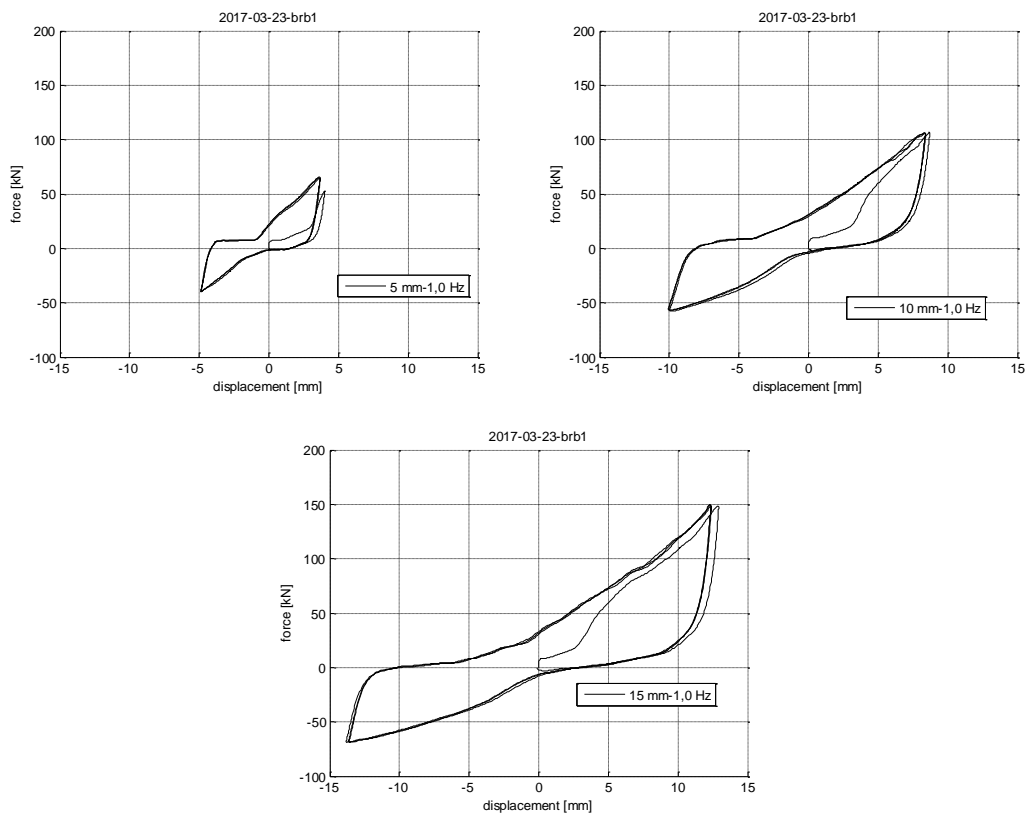 2017-03-23-brb1
200
150
100
50
0
-50
-100
force [kN]
5 mm-1,0 Hz
-15 -10 -5 0 5 10 15
displacement [mm]
2017-03-23-brb1
200
150
100
50
0
-50
-100
force [kN]
10 mm-1,0 Hz
-15 -10 -5 0 5 10 15
displacement [mm]
2017-03-23-brb1
200
150
100
50
0
-50
-100
force [kN]
15 mm-1,0 Hz
-15 -10 -5 0 5 10 15
displacement [mm]